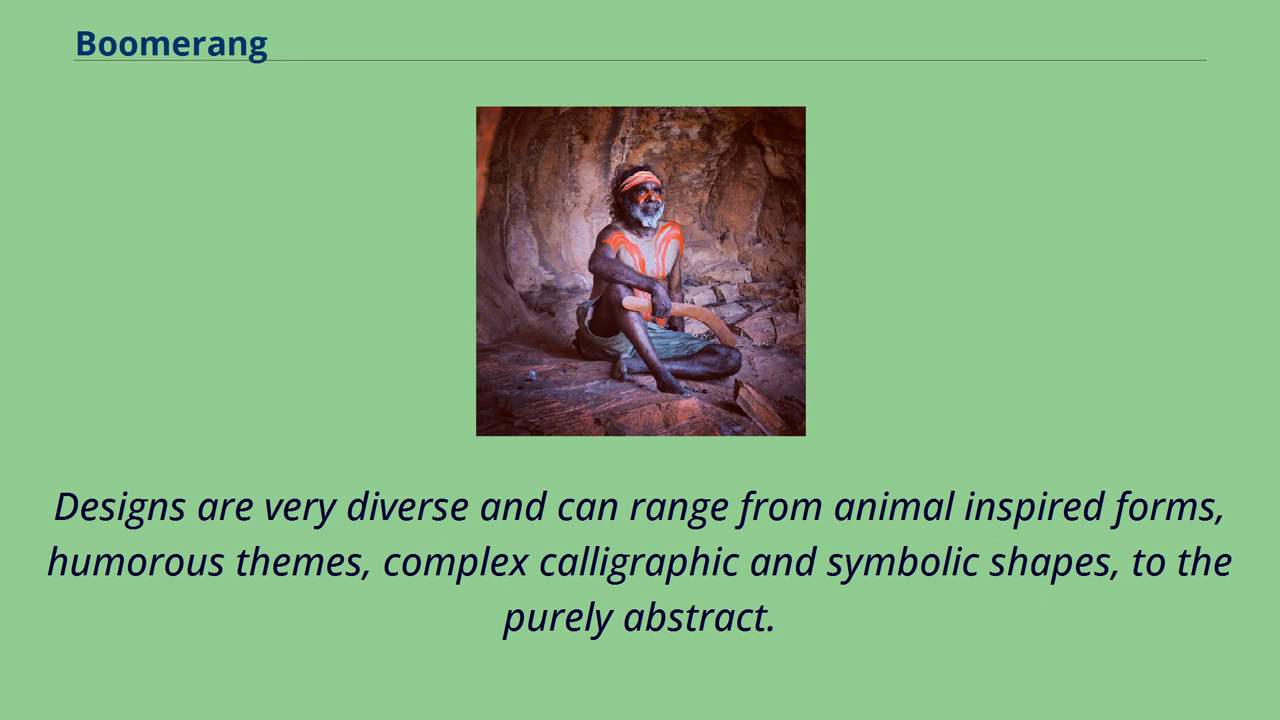 Boomerang
Designs are very diverse and can range from animal inspired forms,
humorous themes, complex calligraphic and symbolic shapes, to the
purely abstract.